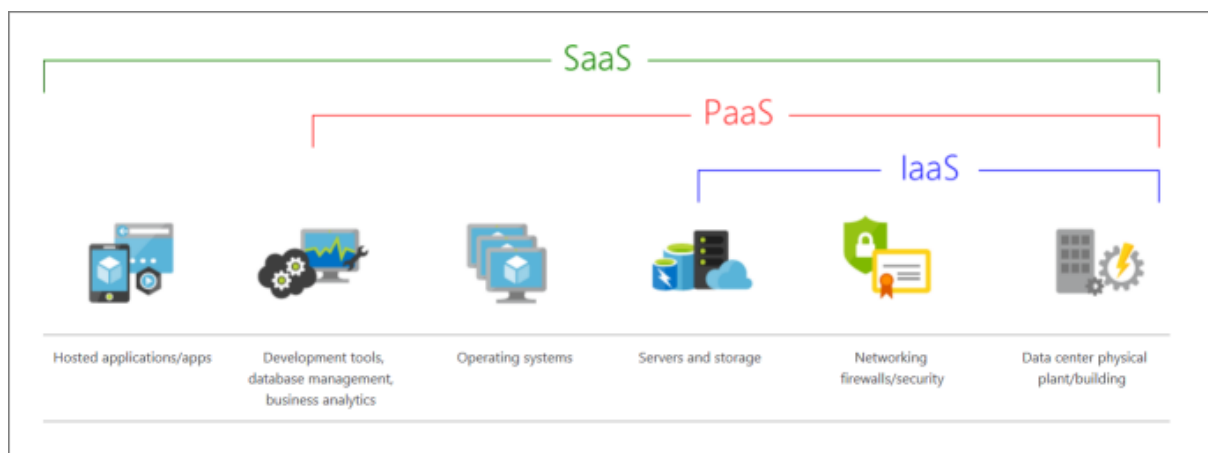 SaaS
PaaS
IaaS
Hosted applications/apps
Development tools,
database management,
business analytics
Operating systems
Servers and storage
Networking
firewalls/security
Data center physical
plant/building